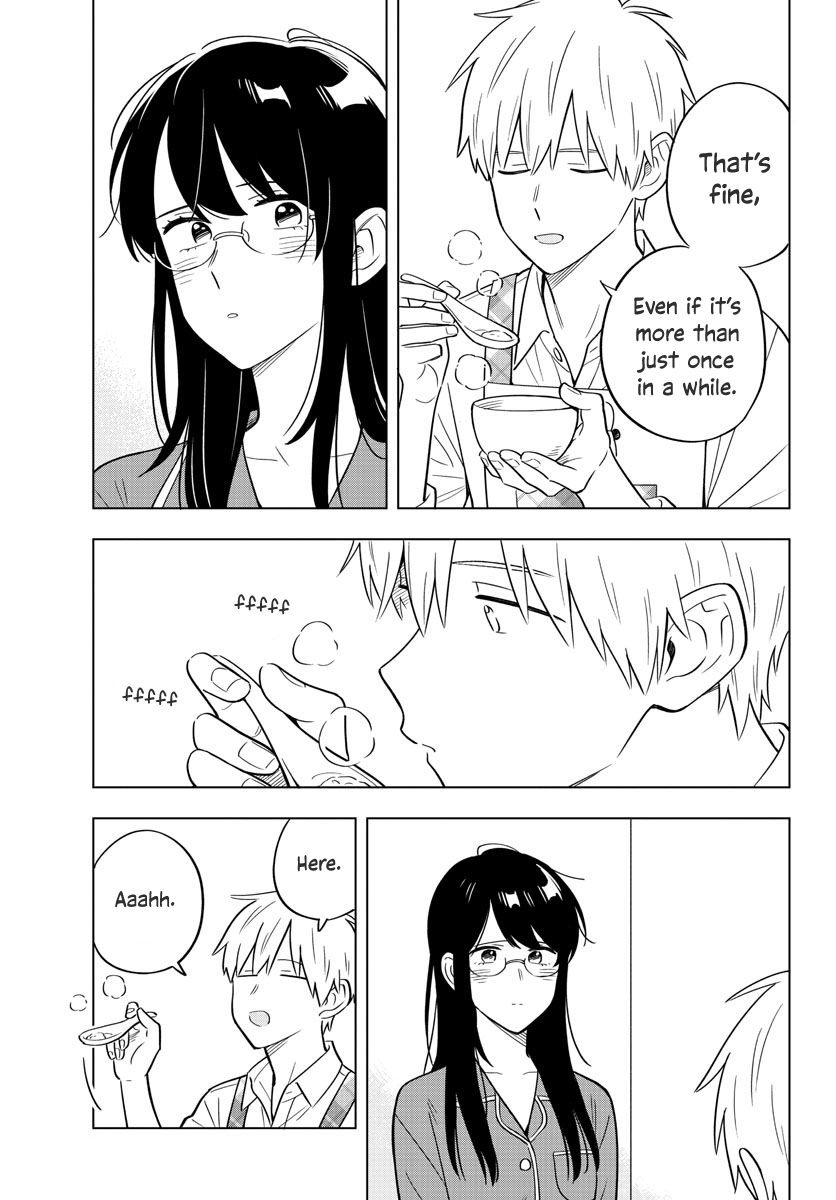 That's
fine,
Even if it's
more than
just once
in a while.
fffff
fffff
Here.
Aaahh.